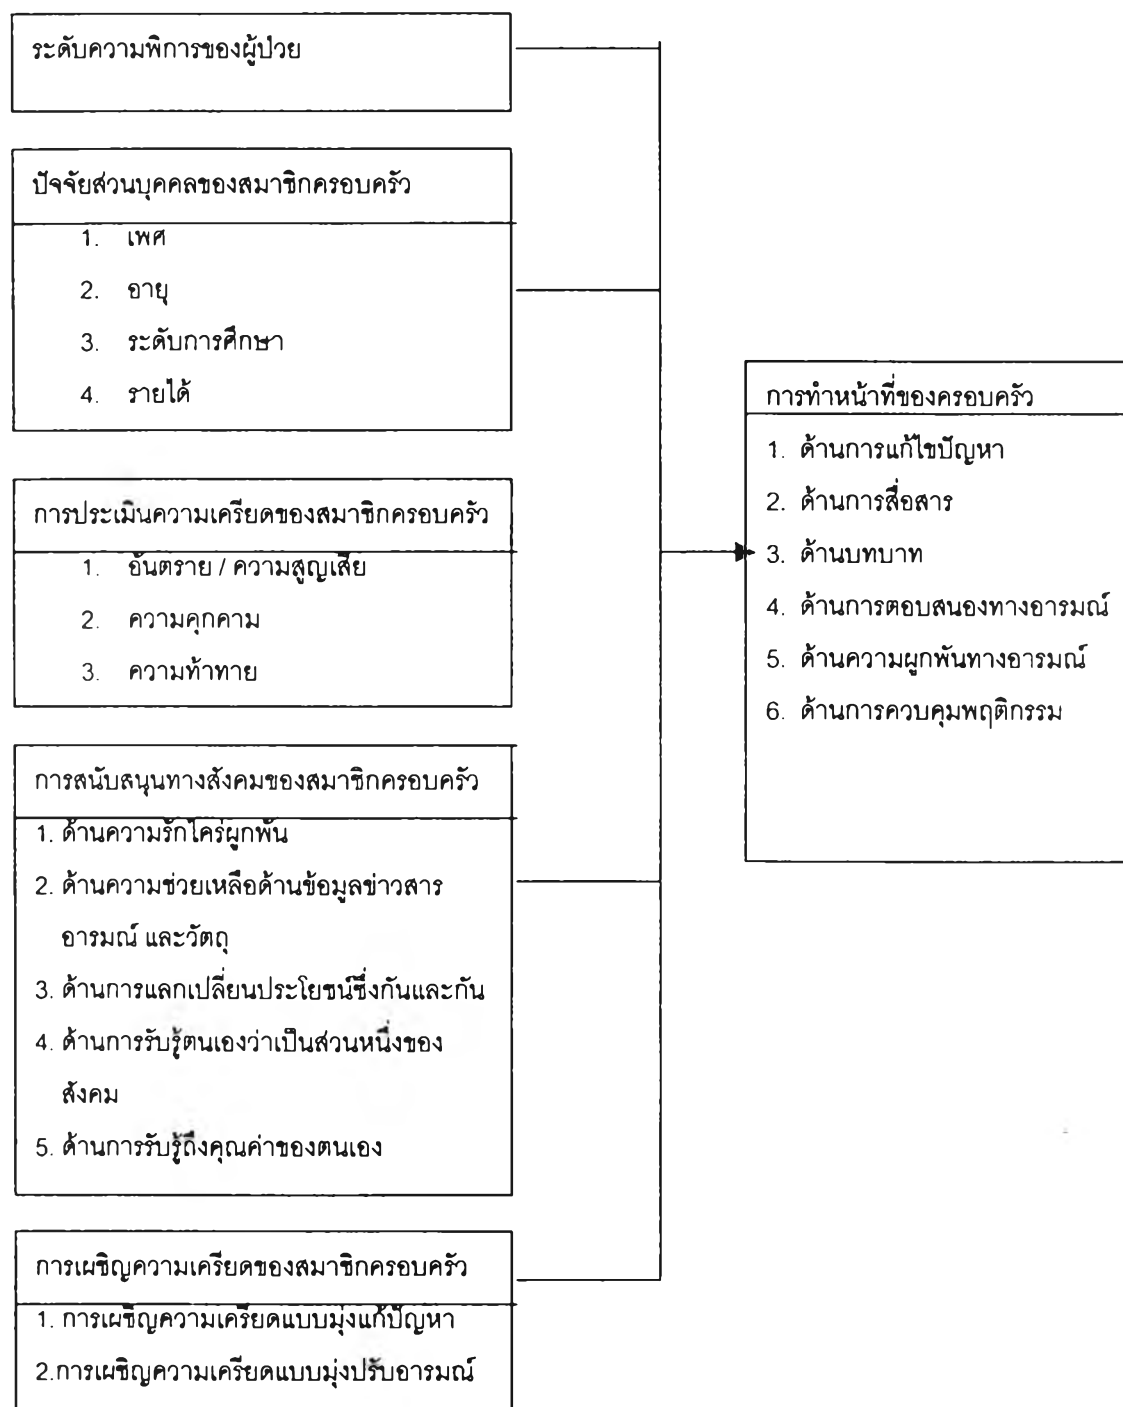 ระดับความพิการของผู้ป่วย
ปัจจัยส่วนบุคคลของสมาชิกครอบครัว
1. เพศ
2. อายุ
3. ระดับการศึกษา
4. รายได้
การประเมินความเครียดของสมาชิกครอบครัว
1. อันตราย / ความสูญเสีย
2. ความคุกคาม
3. ความท้าทาย
การสนับสนุนทางสังคมของสมาชิกครอบครัว
1. ด้านความรักใคร่ผูกพัน
2. ด้านความช่วยเหลือด้านข้อมูลข่าวสาร
อารมณ์ และวัตถุ
3. ด้านการแลกเปลี่ยนประโยชน์ซึ่งกันและกัน
4. ด้านการรับรู้ตนเองว่าเป็นส่วนหนึ่งของ
สังคม
5. ด้านการรับรู้ถึงคุณค่าของตนเอง
การเผชิญความเครียดของสมาชิกครอบครัว
1. การเผชิญความเครียดแบบมุ่งแก้ปัญหา
2.การเผชิญความเครียดแบบมุ่งปรับอารมณ์
การทำหน้าที่ของครอบครัว
1. ด้านการแก้ไขปัญหา
2. ด้านการสื่อสาร
3. ด้านบทบาท
4. ด้านการตอบสนองทางอารมณ์
5. ด้านความผูกพันทางอารมณ์
6. ด้านการควบคุมพฤติกรรม